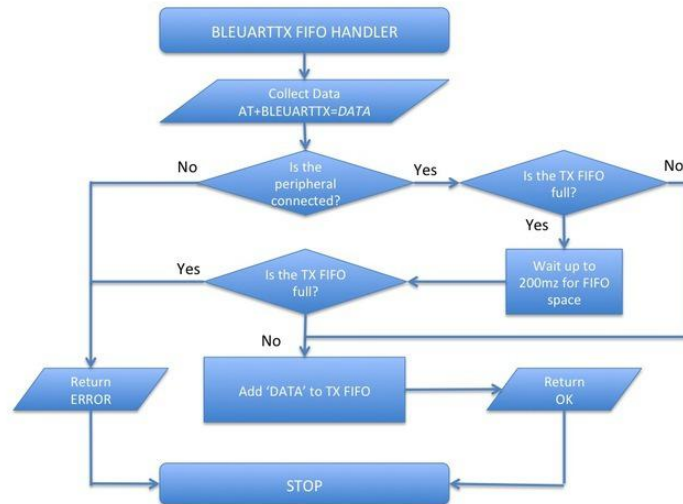 BLEUARTTX FIFO HANDLER
Collect Data
AT+BLEUARTTX=DATA
No
Is the
peripheral
connected?
Yes
Is the TX FIFO
full?
No
Yes
Wait up to
200mz for FIFO
space
Is the TX FIFO
full?
Yes
No
Return
ERROR
Add ‘DATA’ to TX FIFO
Return
OK
STOP